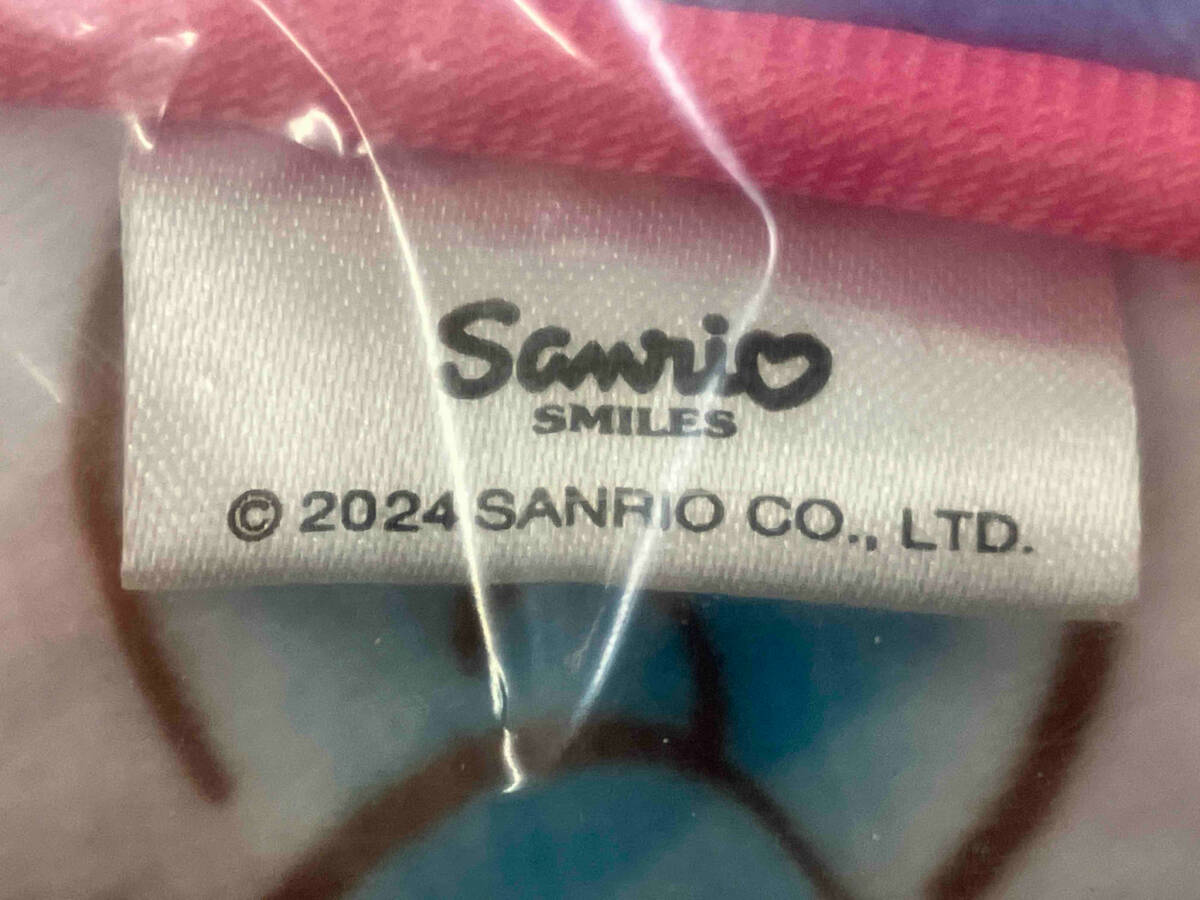 Sanrio
SMILES
© 2024 SANRIO CO., LTD.